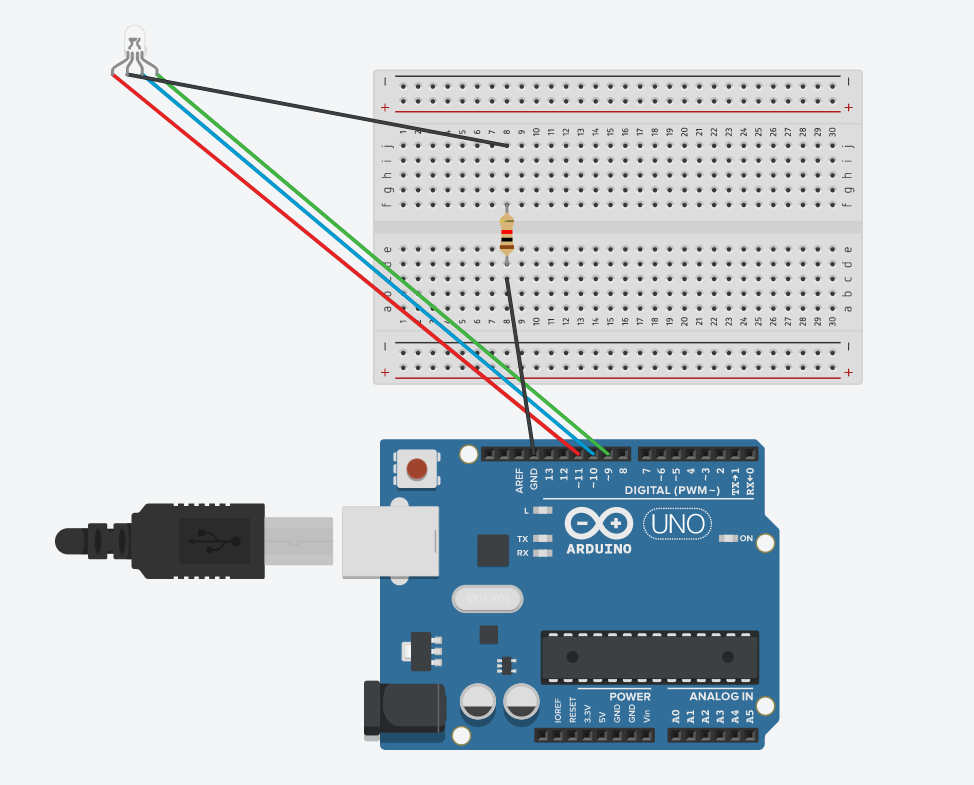 − −
+ +
1 2 3 4 5 6 7 8 9 10 11 12 13 14 15 16 17 18 19 20 21 22 23 24 25 26 27 28 29 30
j j
i i
h h
g g
f f
e e
d d
c c
b b
a a
1 2 3 4 5 6 7 8 9 10 11 12 13 14 15 16 17 18 19 20 21 22 23 24 25 26 27 28 29 30
− −
+ +
AREF GND 13 12 ~11 ~10 ~9 8 7 ~6 ~5 4 ~3 2 TX→1 RX←0
DIGITAL (PWM~)
L
UNO
TX ON
RX ARDUINO
POWER ANALOG IN
IOREF RESET 3.3V 5V GND GND Vin A0 A1 A2 A3 A4 A5